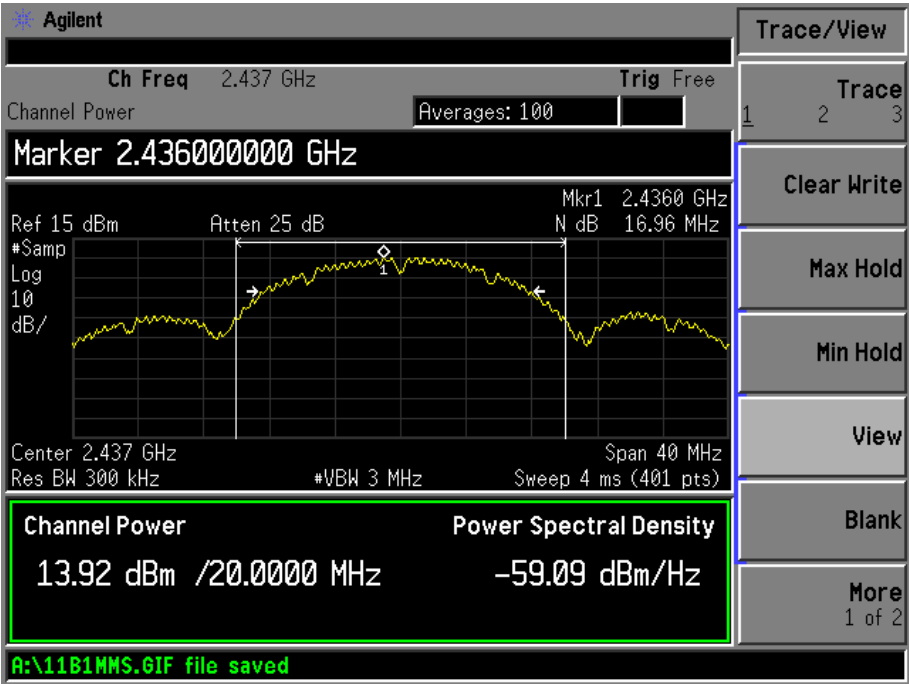 Agilent
Trace/View
Ch Freq 2.437 GHz Trig Free
Channel Power
Averages: 100
Trace
1 2 3
Marker 2.436000000 GHz
Clear Write
Mkr1 2.4360 GHz
Ref 15 dBm Atten 25 dB N dB 16.96 MHz
#Samp
Log
10
dB/
1
Max Hold
Min Hold
View
Center 2.437 GHz Span 40 MHz
Res BW 300 kHz #VBW 3 MHz Sweep 4 ms (401 pts)
Channel Power Power Spectral Density
13.92 dBm /20.0000 MHz -59.09 dBm/Hz
Blank
More
1 of 2
A:\11B1MMS.GIF file saved